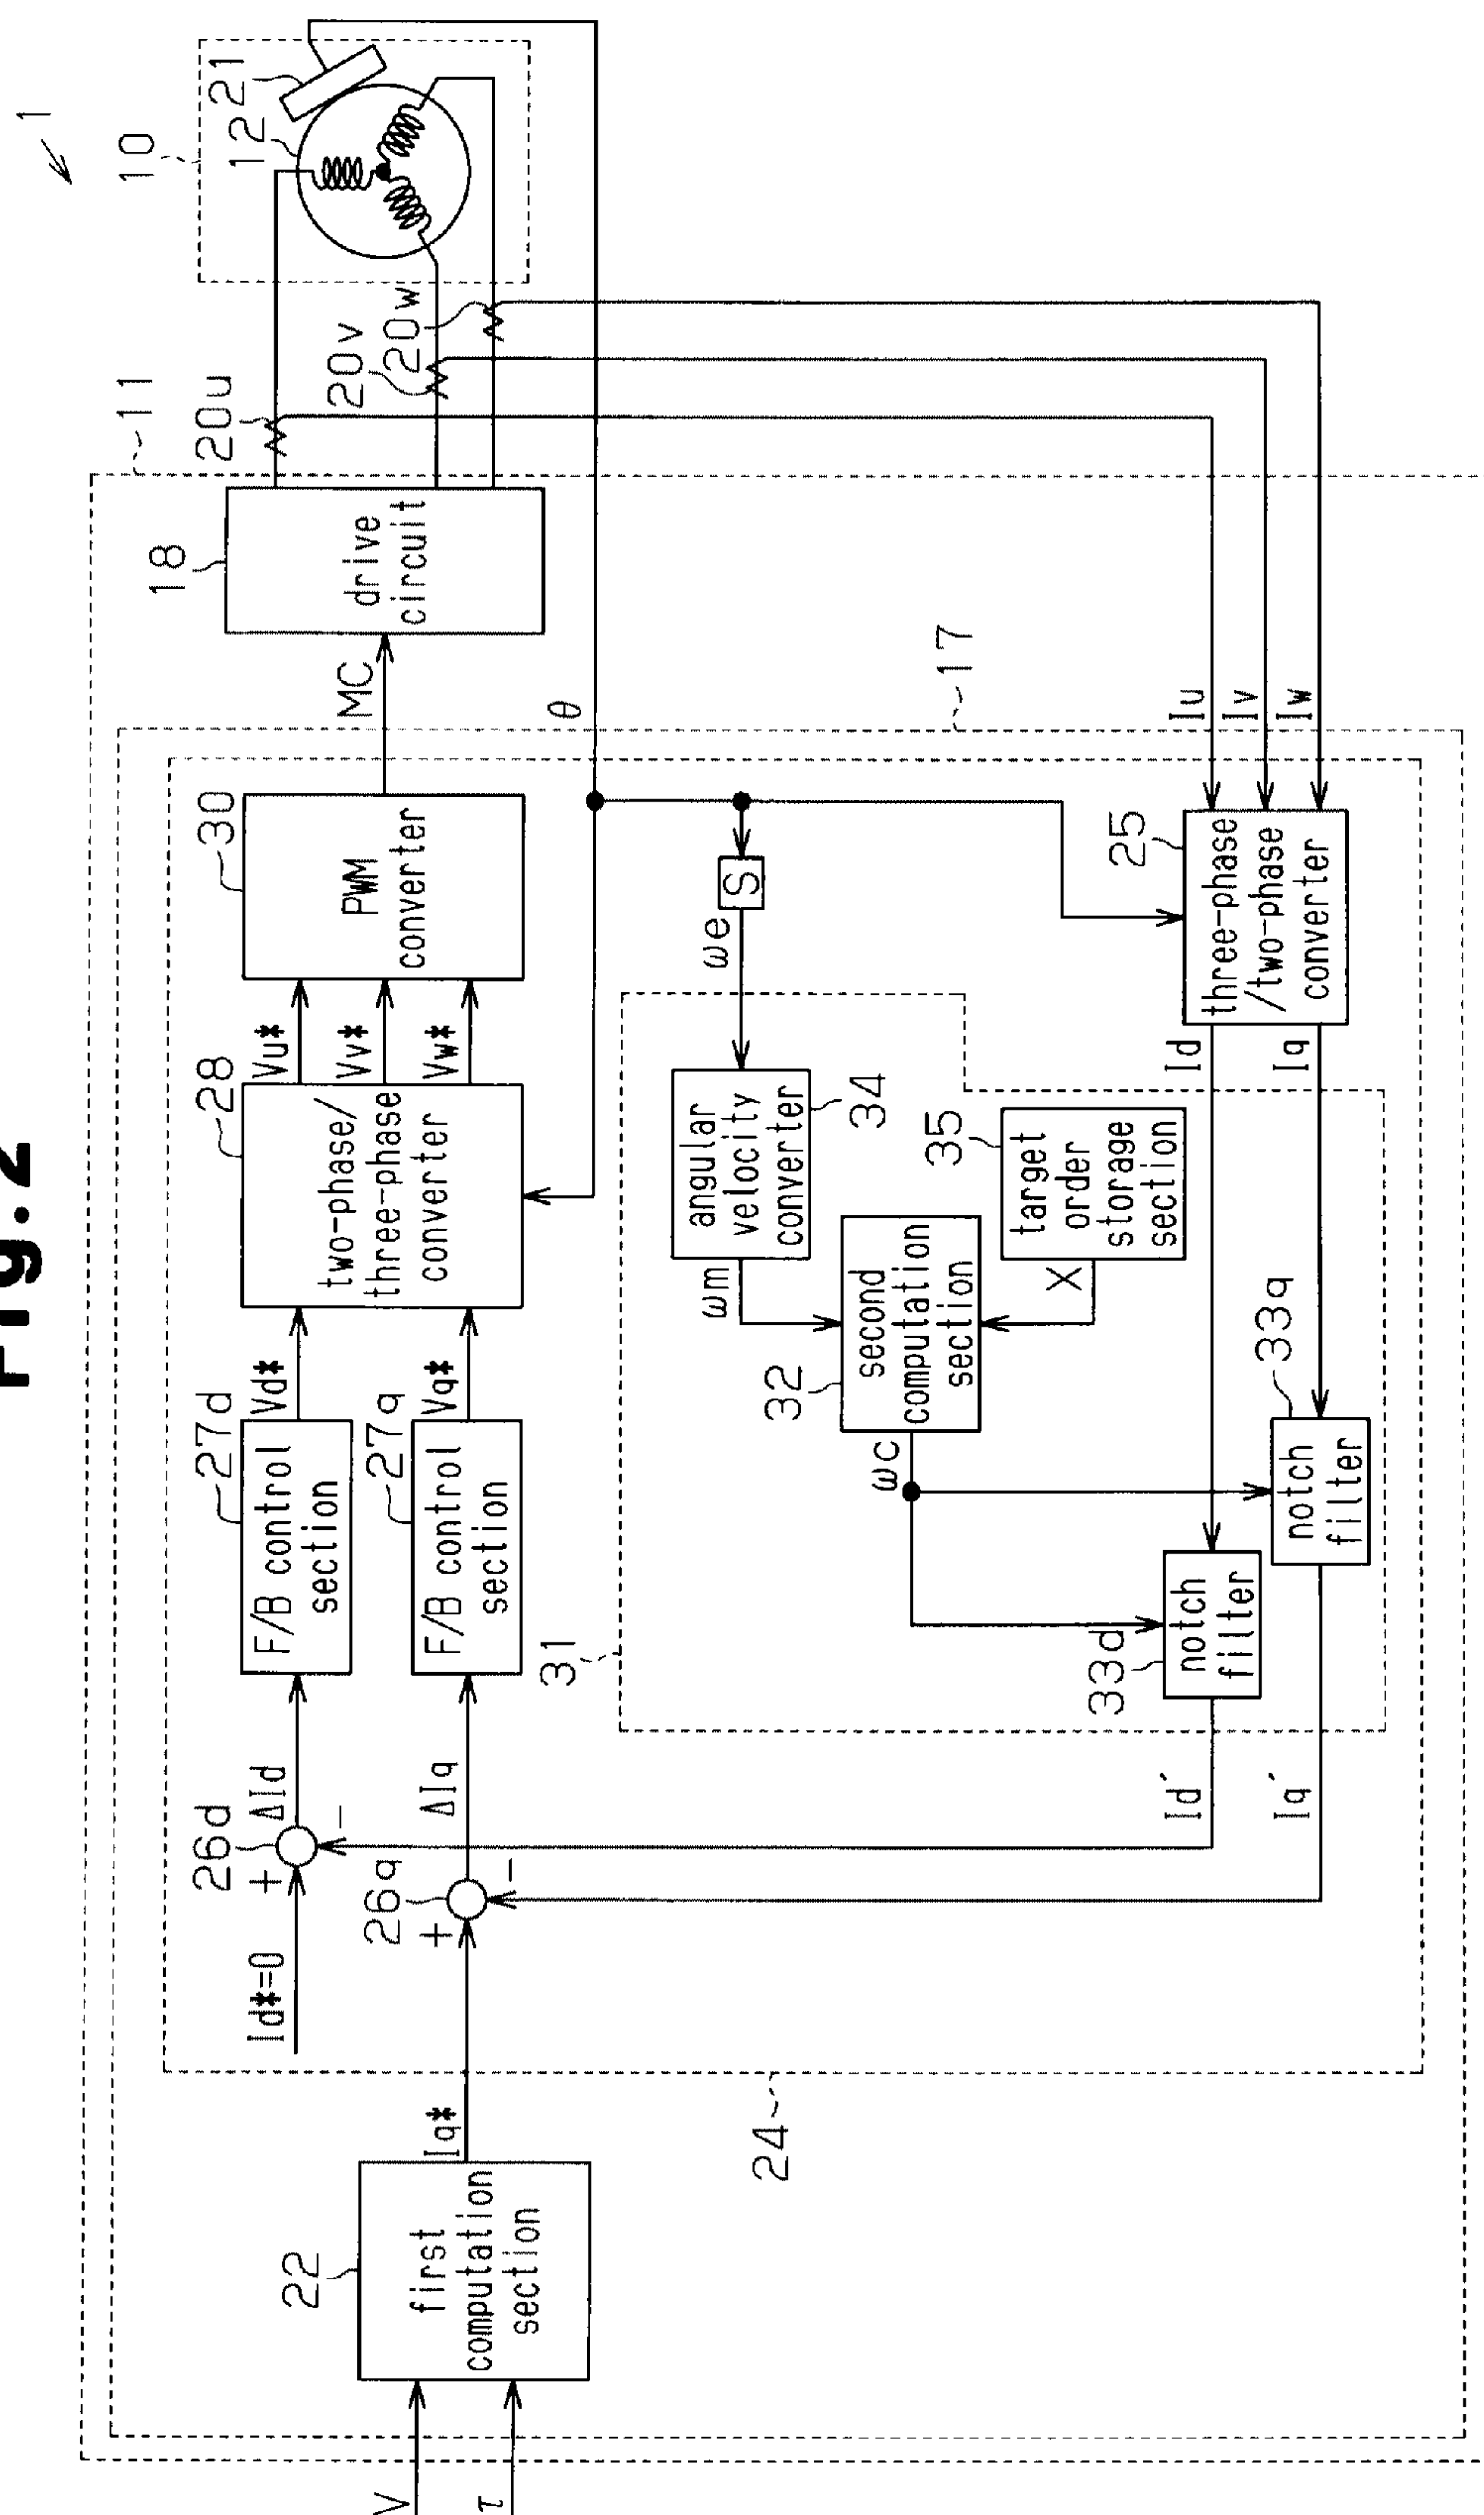 Fig.2
1
10
12
21
11
20u
20v
20w
18
drive
circuit
MC
θ
17
Iu
Iv
Iw
30
PWM
converter
S
ωe
25
three-phase
/two-phase
converter
Id
Iq
28
Vu*
Vv*
Vw*
two-phase/
three-phase
converter
angular
velocity
converter
34
35
target
order
storage
section
ωm
X
32
second
computation
section
ωc
33q
notch
filter
33d
notch
filter
27d
Vd*
F/B control
section
27q
Vq*
F/B control
section
31
Id´
Iq´
26d
ΔId
+
-
26q
ΔIq
+
-
Id*=0
24
Iq*
22
first
computation
section
V
τ